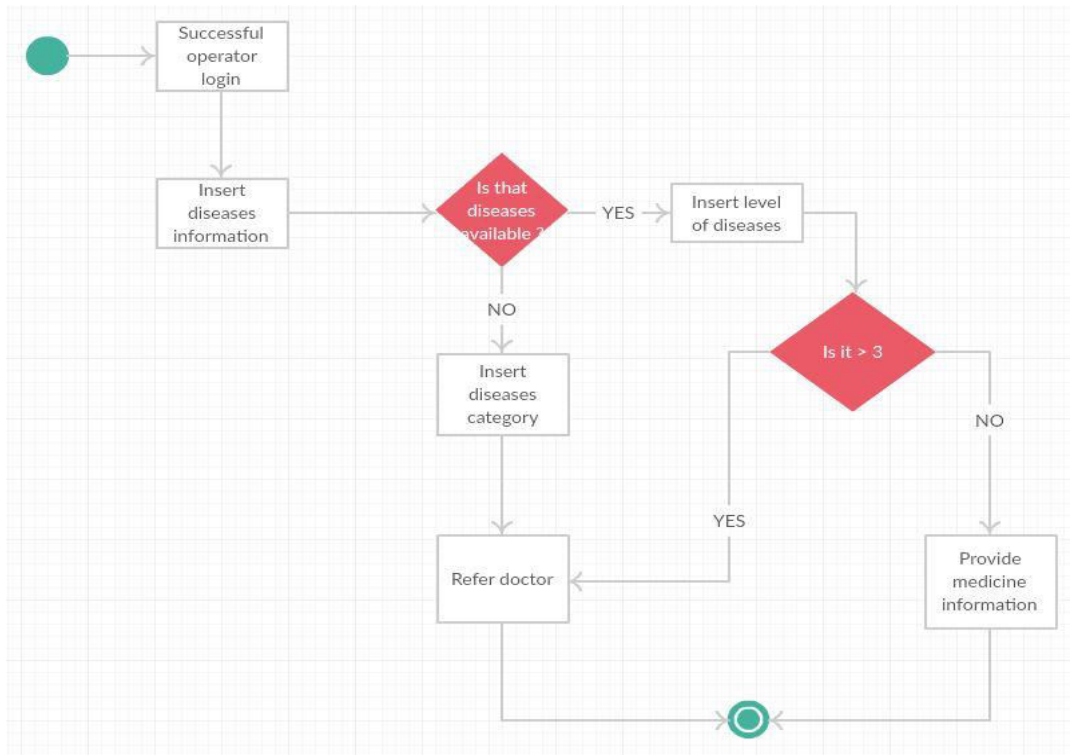 Successful
operator
login
Insert
diseases
information
Is that
diseases
available ?
YES
Insert level
of diseases
NO
Insert
diseases
category
Is it > 3
NO
YES
Refer doctor
Provide
medicine
information